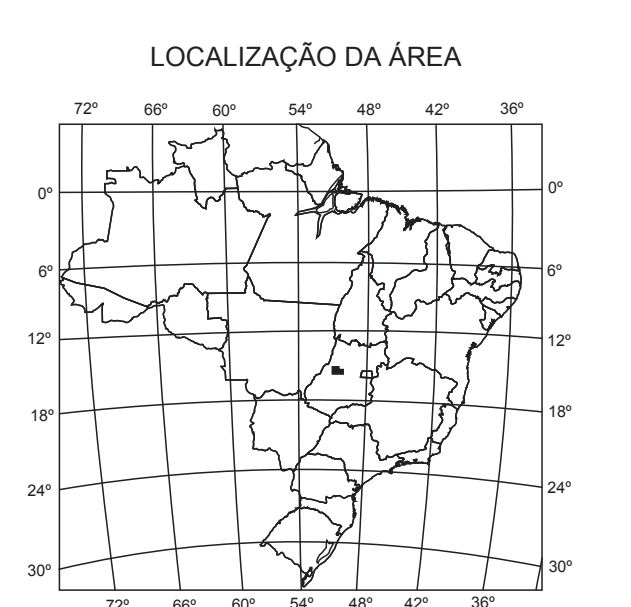 LOCALIZAÇÃO DA ÁREA
72º 66º 60º 54º 48º 42º 36º
0º 0º
6º 6º
12º 12º
18º 18º
24º 24º
30º 30º
72º 66º 60º 54º 48º 42º 36º